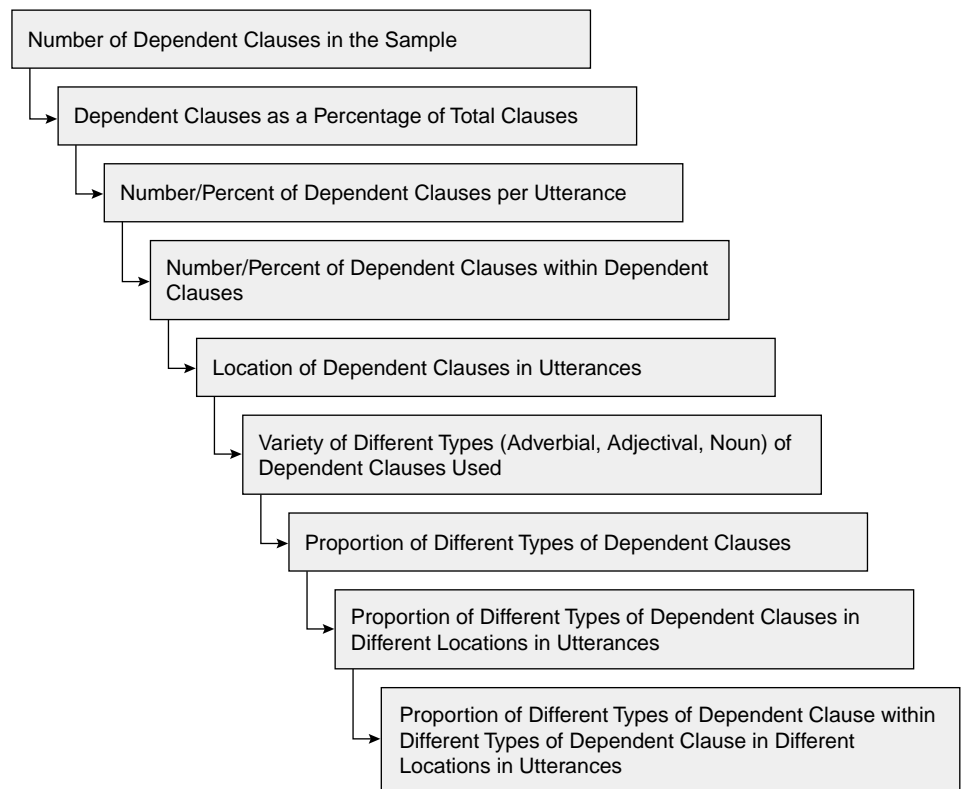 Number of Dependent Clauses in the Sample
Dependent Clauses as a Percentage of Total Clauses
Number/Percent of Dependent Clauses per Utterance
Number/Percent of Dependent Clauses within Dependent
Clauses
Location of Dependent Clauses in Utterances
Variety of Different Types (Adverbial, Adjectival, Noun) of
Dependent Clauses Used
Proportion of Different Types of Dependent Clauses
Proportion of Different Types of Dependent Clauses in
Different Locations in Utterances
Proportion of Different Types of Dependent Clause within
Different Types of Dependent Clause in Different
Locations in Utterances